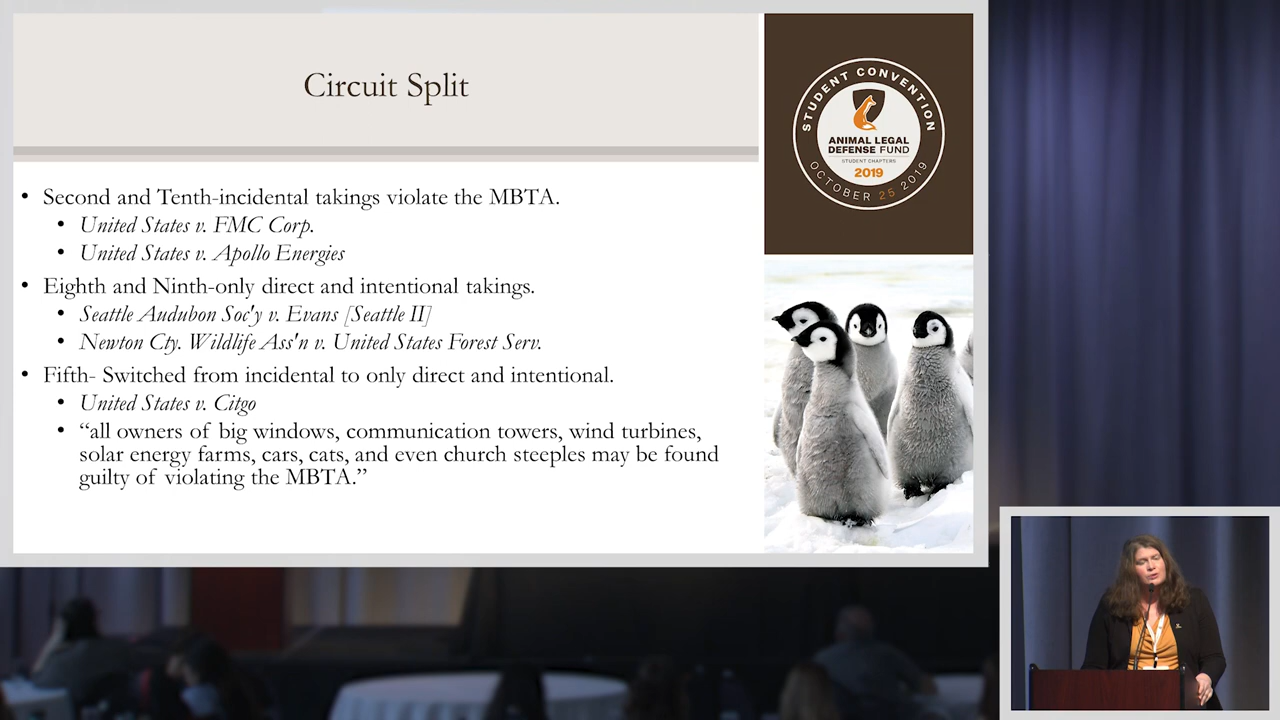 Circuit Split
• Second and Tenth-incidental takings violate the MBTA.
• United States v. FMC Corp.
• United States v. Apollo Energies
• Eighth and Ninth-only direct and intentional takings.
• Seattle Audubon Soc'y v. Evans [Seattle II]
• Newton Cty. Wildlife Ass'n v. United States Forest Serv.
• Fifth- Switched from incidental to only direct and intentional.
• United States v. Citgo
• “all owners of big windows, communication towers, wind turbines,
solar energy farms, cars, cats, and even church steeples may be found
guilty of violating the MBTA.”
STUDENT CONVENTION
ANIMAL LEGAL
DEFENSE FUND
STUDENT CHAPTERS
2019
OCTOBER 25 2019